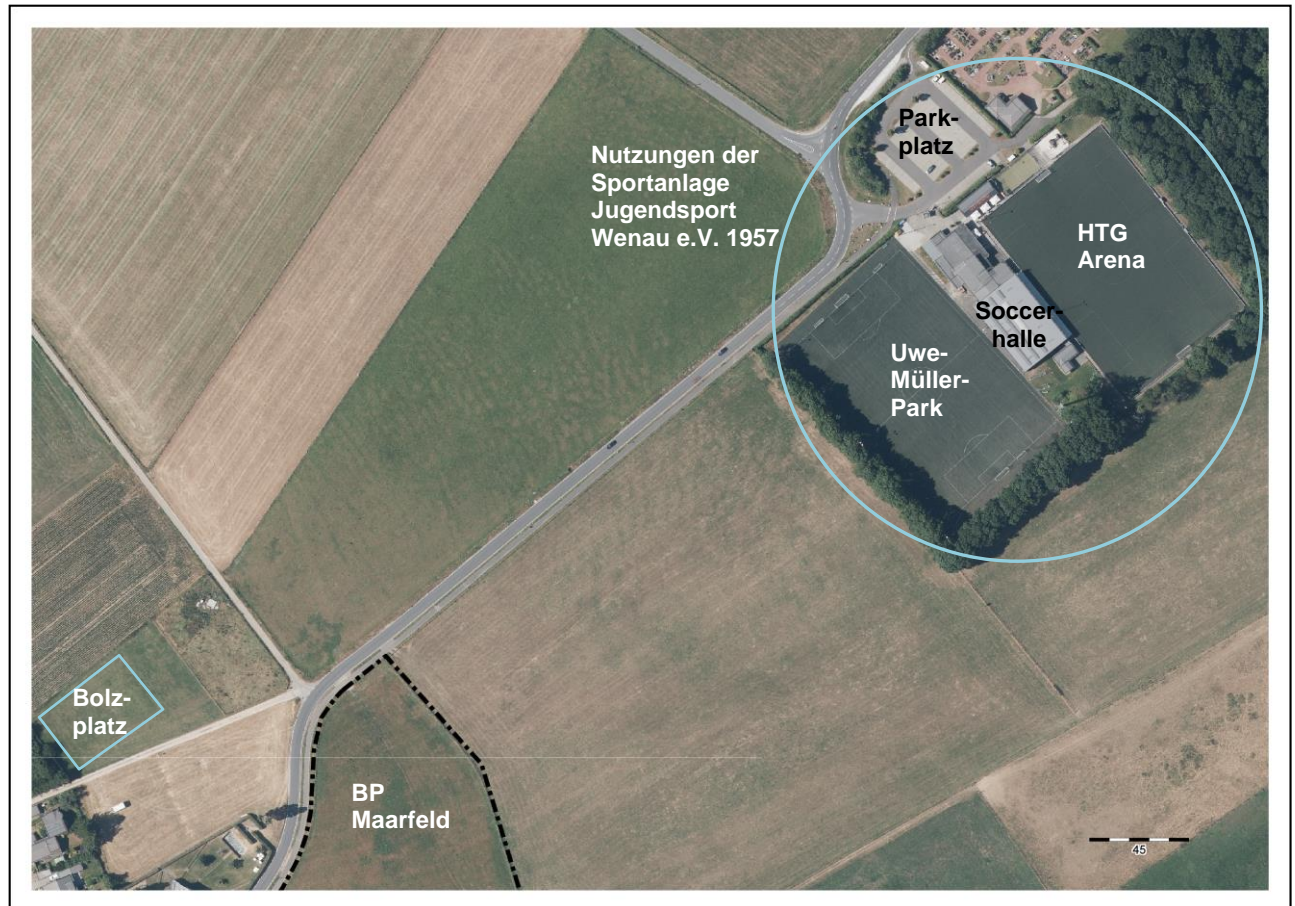 Nutzungen der
Sportanlage
Jugendsport
Wenau e.V. 1957
Park-
platz
HTG
Arena
Soccer-
halle
Uwe-
Müller-
Park
Bolz-
platz
BP
Maarfeld
45